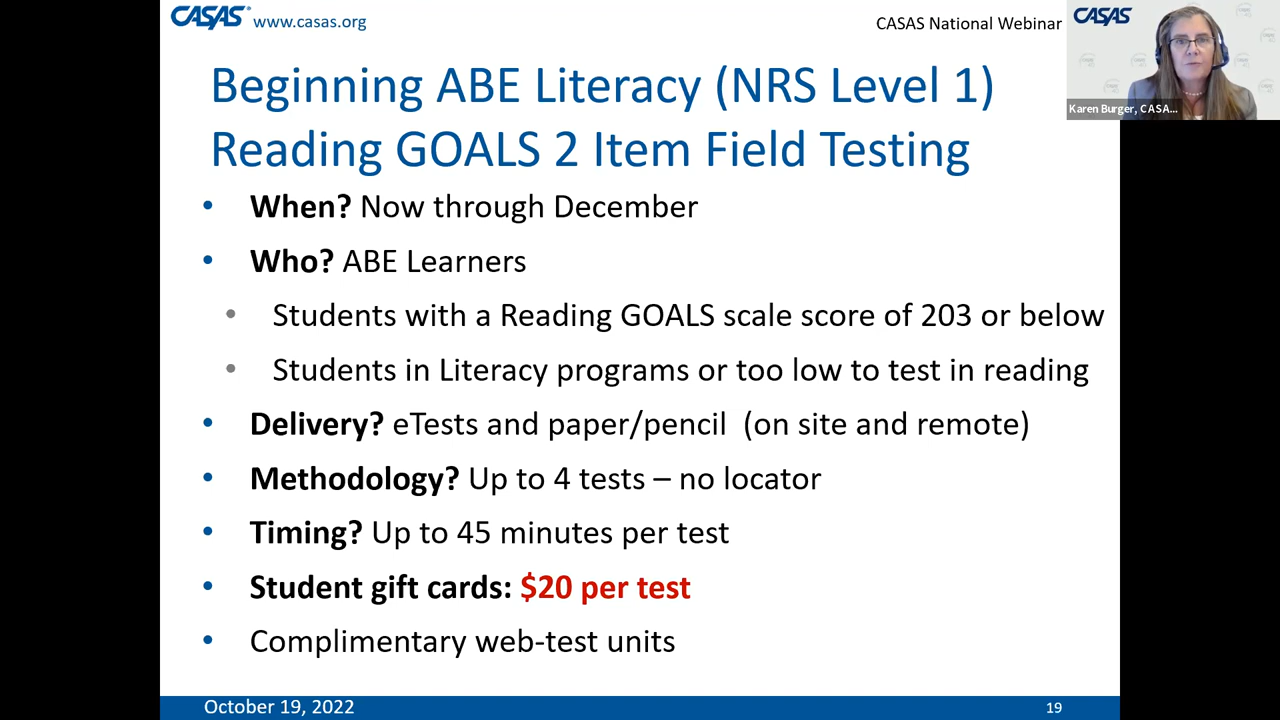 CASAS® www.casas.org
CASAS National Webinar
CASAS
Karen Burger, CASA...
Beginning ABE Literacy (NRS Level 1)
Reading GOALS 2 Item Field Testing
• When? Now through December
• Who? ABE Learners
• Students with a Reading GOALS scale score of 203 or below
• Students in Literacy programs or too low to test in reading
• Delivery? eTests and paper/pencil (on site and remote)
• Methodology? Up to 4 tests – no locator
• Timing? Up to 45 minutes per test
• Student gift cards: $20 per test
• Complimentary web-test units
October 19, 2022
19